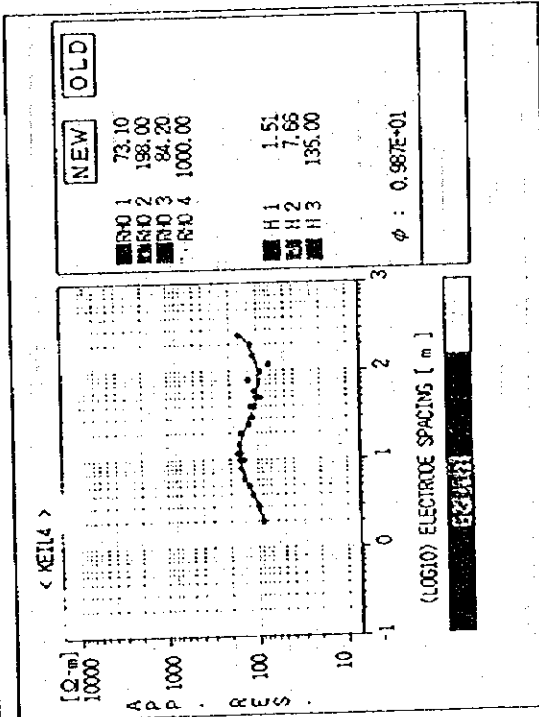 < KEIL4 >
[Ω-m]
10000
1000
100
10
APP. RES.
-1 0 1 2 3
(LOG10) ELECTRODE SPACING [ m ]
NEW OLD
RHO 1 73.10
RHO 2 198.00
RHO 3 84.20
RHO 4 1000.00
H 1 1.51
H 2 7.66
H 3 135.00
φ : 0.987E+01